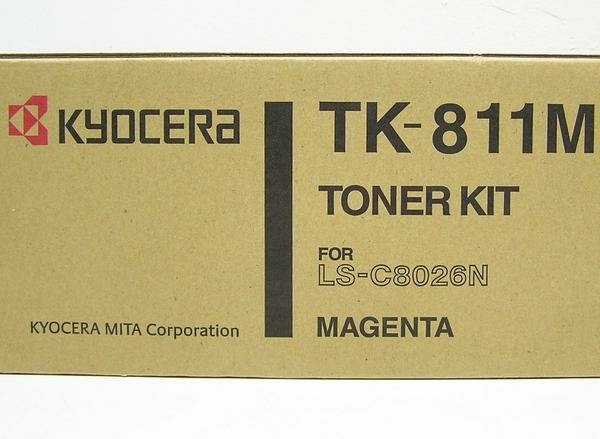 KYOCERA
TK-811M
TONER KIT
FOR
LS-C8026N
KYOCERA MITA Corporation
MAGENTA